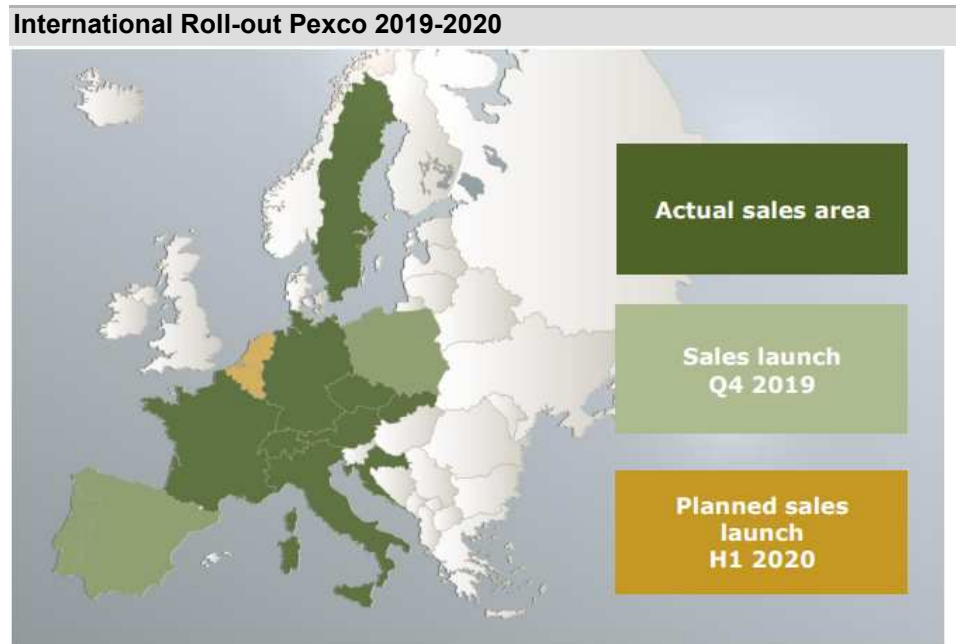 International Roll-out Pexco 2019-2020
Actual sales area
Sales launch
Q4 2019
Planned sales
launch
H1 2020